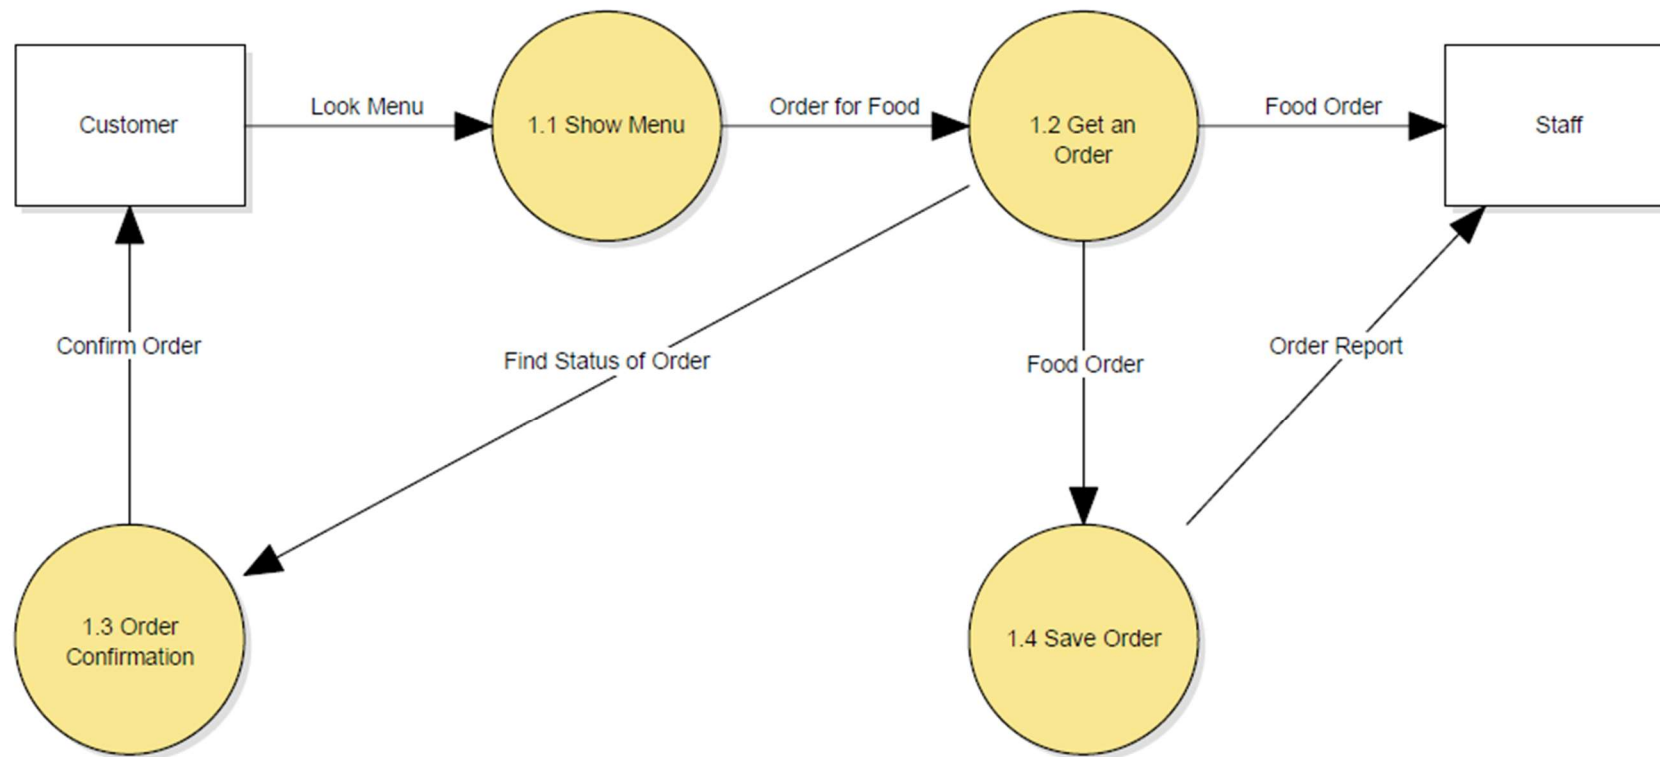 Customer
Look Menu
1.1 Show Menu
Order for Food
1.2 Get an
Order
Food Order
Staff
Confirm Order
Find Status of Order
Food Order
Order Report
1.3 Order
Confirmation
1.4 Save Order